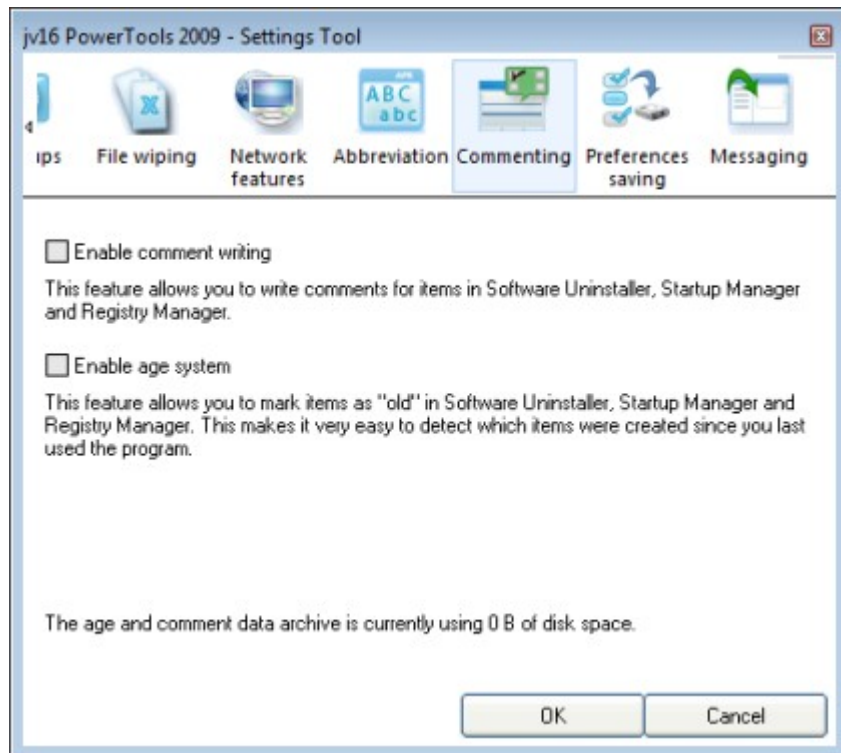 jv16 PowerTools 2009 - Settings Tool
ABC
abc
ups File wiping Network features Abbreviation Commenting Preferences saving Messaging
Enable comment writing
This feature allows you to write comments for items in Software Uninstaller, Startup Manager
and Registry Manager.
Enable age system
This feature allows you to mark items as "old" in Software Uninstaller, Startup Manager and
Registry Manager. This makes it very easy to detect which items were created since you last
used the program.
The age and comment data archive is currently using 0 B of disk space.
OK Cancel